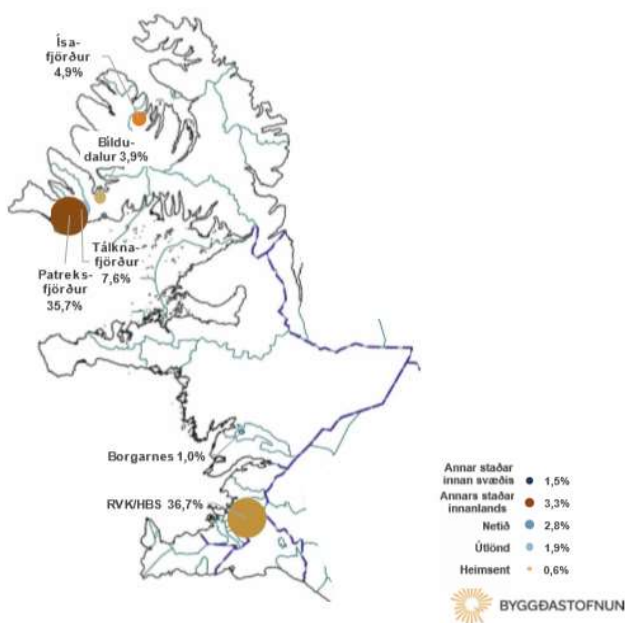 Ísa-
fjörður
4,9%
Bíldu-
dalur 3,9%
Tálkna-
fjörður
7,6%
Patreks-
fjörður
35,7%
Borgarnes 1,0%
RVK/HBS 36,7%
Annar staðar
innan svæðis 1,5%
Annars staðar
innanlands 3,3%
Netið 2,8%
Útlönd 1,9%
Heimsent 0,6%
BYGGÐASTOFNUN